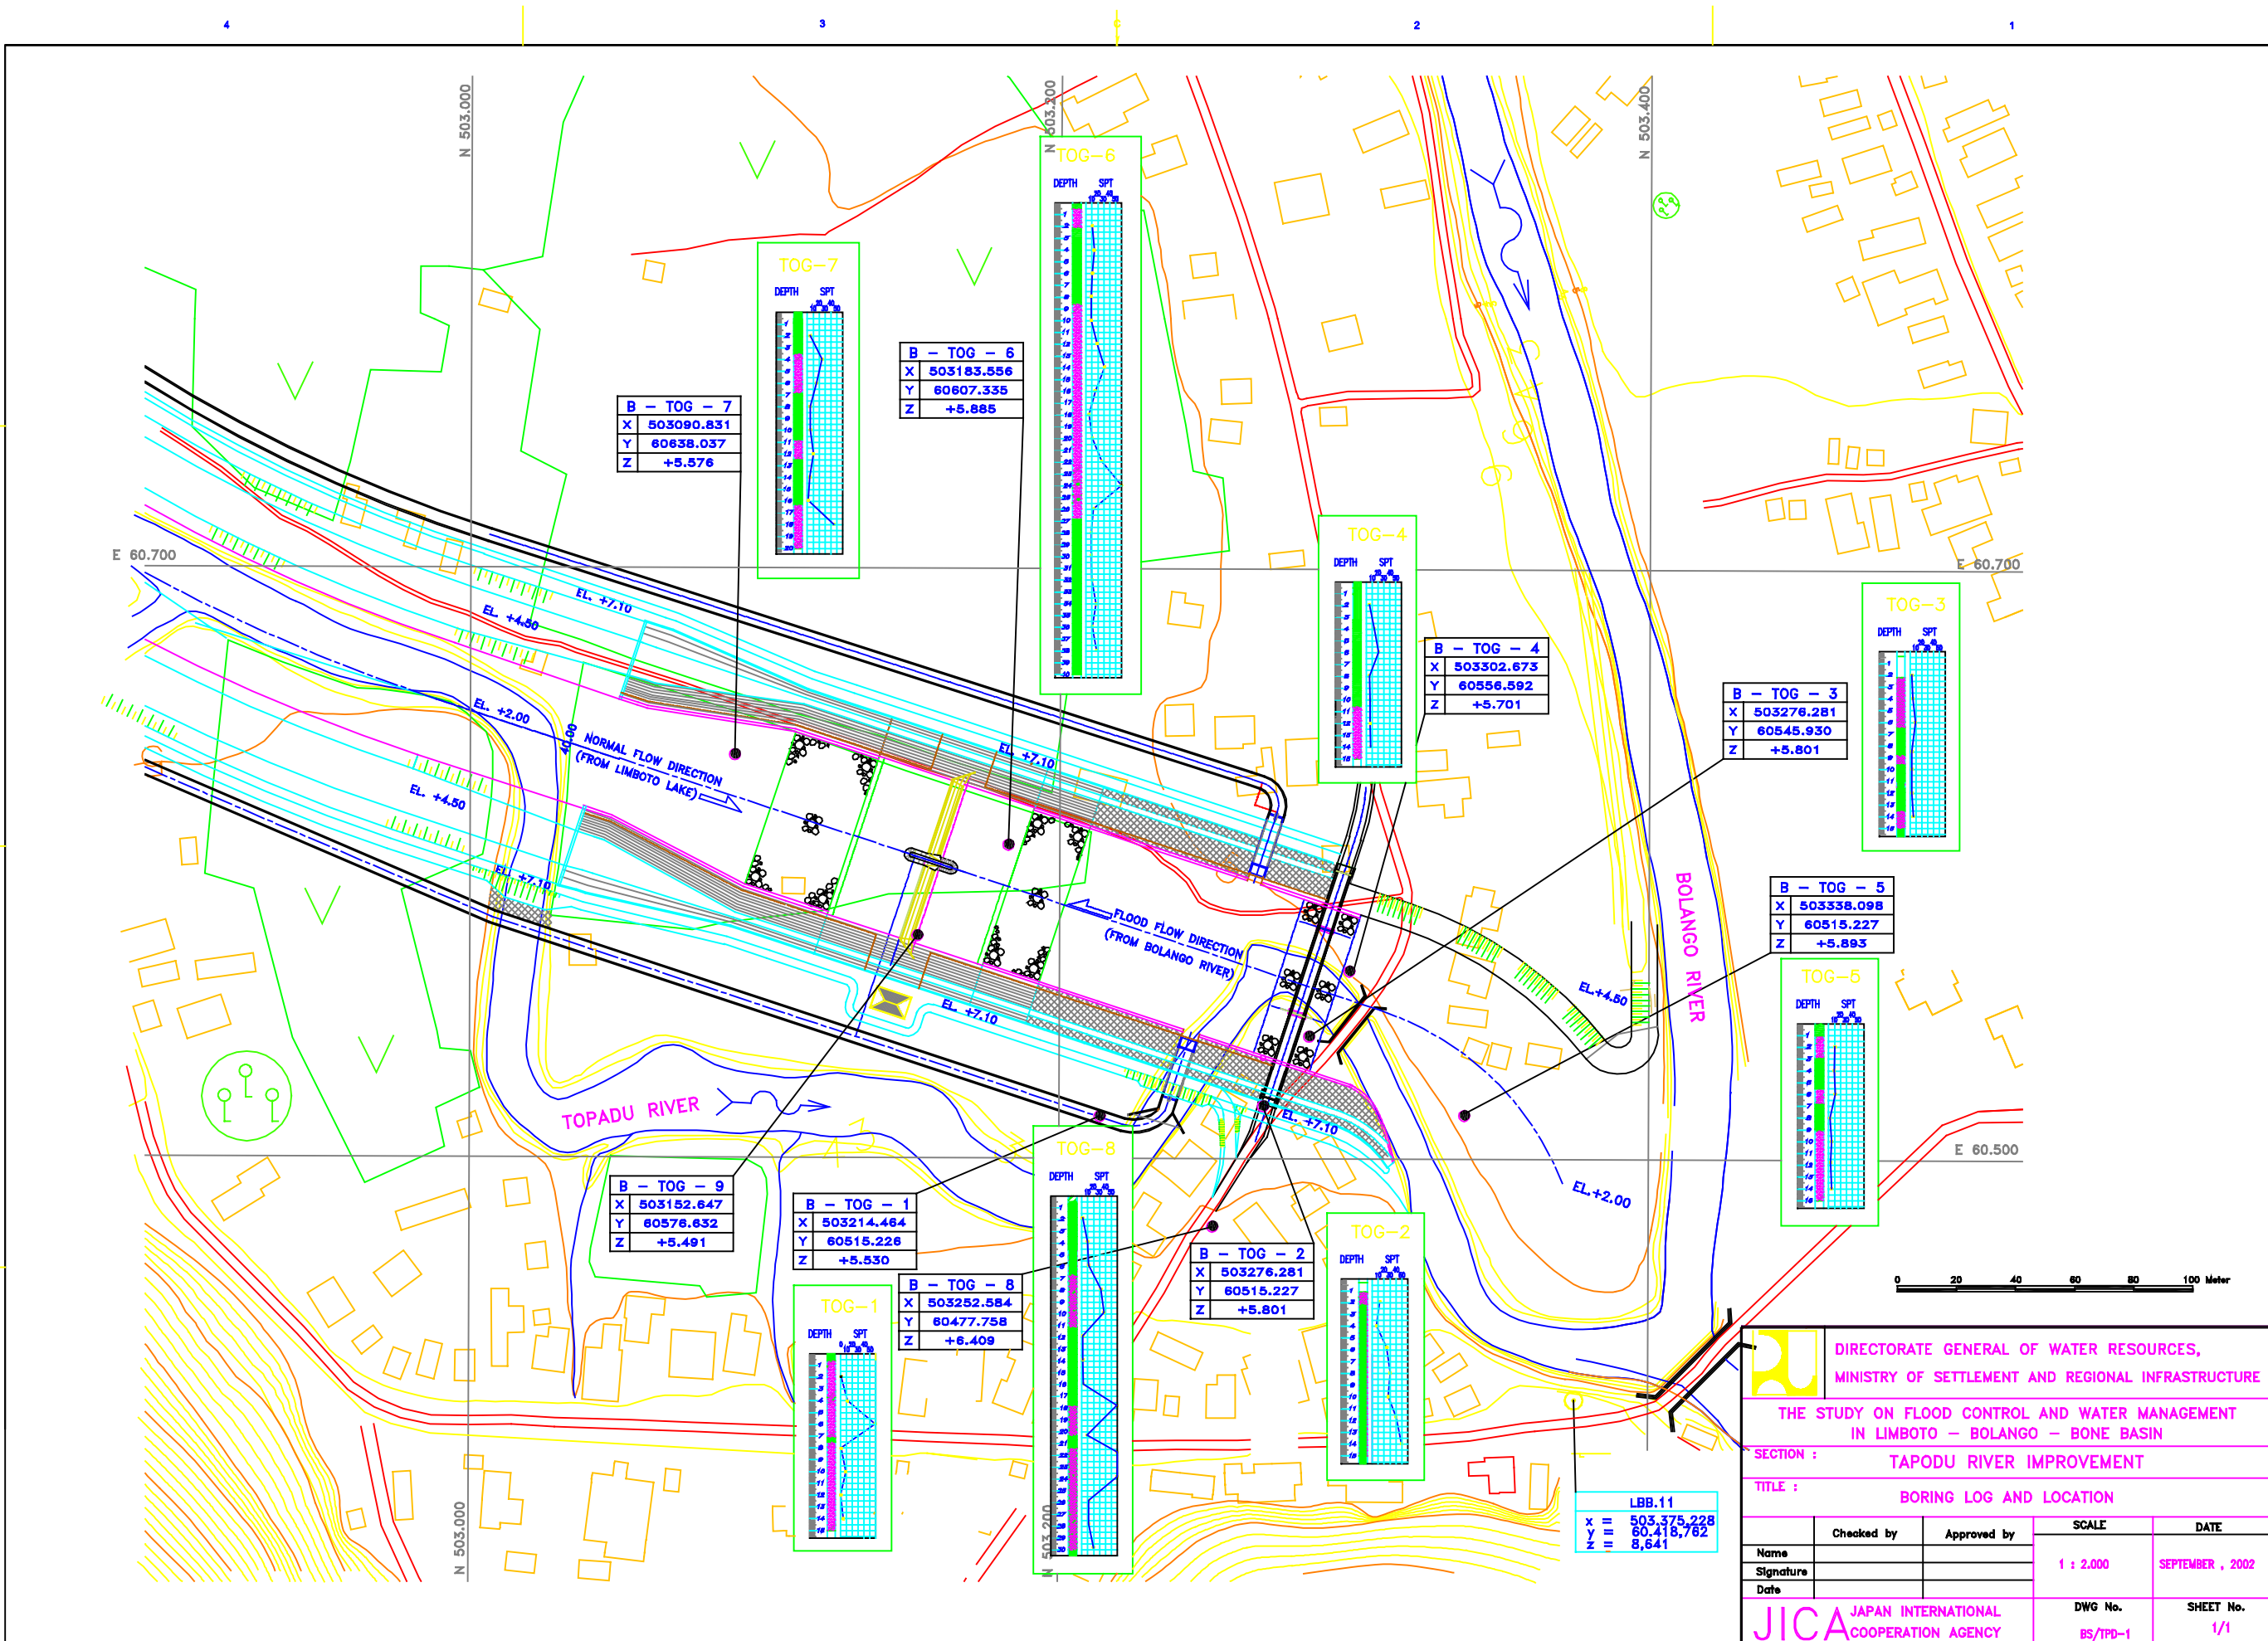 4
3
C
2
1
N 503.000
N 503.200
N 503.400
TOG-6
DEPTH SPT
TOG-7
DEPTH SPT
B - TOG - 6
X 503183.556
Y 60607.335
Z +5.885
B - TOG - 7
X 503090.831
Y 60638.037
Z +5.576
E 60.700
E 60.700
TOG-4
DEPTH SPT
TOG-3
DEPTH SPT
B - TOG - 4
X 503302.673
Y 60556.592
Z +5.701
B - TOG - 3
X 503276.281
Y 60545.930
Z +5.801
EL. +7.10
EL. +4.50
EL. +2.00
40.00
NORMAL FLOW DIRECTION
(FROM LIMBOTO LAKE)
EL. +7.10
EL. +4.50
EL. +7.10
FLOOD FLOW DIRECTION
(FROM BOLANGO RIVER)
EL. +7.10
BOLANGO RIVER
B - TOG - 5
X 503338.098
Y 60515.227
Z +5.893
TOG-5
DEPTH SPT
EL.+4.50
TOPADU RIVER
EL. +7.10
TOG-8
DEPTH SPT
E 60.500
EL.+2.00
B - TOG - 9
X 503152.647
Y 60576.632
Z +5.491
B - TOG - 1
X 503214.464
Y 60515.226
Z +5.530
B - TOG - 8
X 503252.584
Y 60477.758
Z +6.409
B - TOG - 2
X 503276.281
Y 60515.227
Z +5.801
TOG-2
DEPTH SPT
TOG-1
DEPTH SPT
0 20 40 60 80 100 Meter
N 503.000
N 503.200
LBB.11
x = 503,375,228
y = 60.418,762
z = 8,641
DIRECTORATE GENERAL OF WATER RESOURCES,
MINISTRY OF SETTLEMENT AND REGIONAL INFRASTRUCTURE
THE STUDY ON FLOOD CONTROL AND WATER MANAGEMENT
IN LIMBOTO - BOLANGO - BONE BASIN
SECTION :
TAPODU RIVER IMPROVEMENT
TITLE :
BORING LOG AND LOCATION
Checked by Approved by SCALE DATE
Name
Signature
Date
1 : 2.000
SEPTEMBER , 2002
JICA JAPAN INTERNATIONAL
COOPERATION AGENCY
DWG No.
BS/TPD-1
SHEET No.
1/1